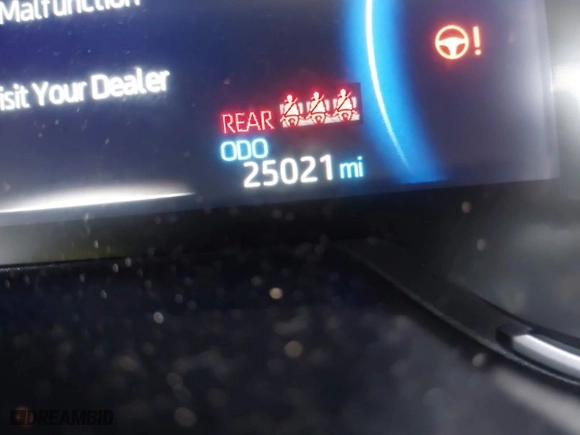 Malfunction
isit Your Dealer
REAR
ODO
25021 mi
DREAMBID